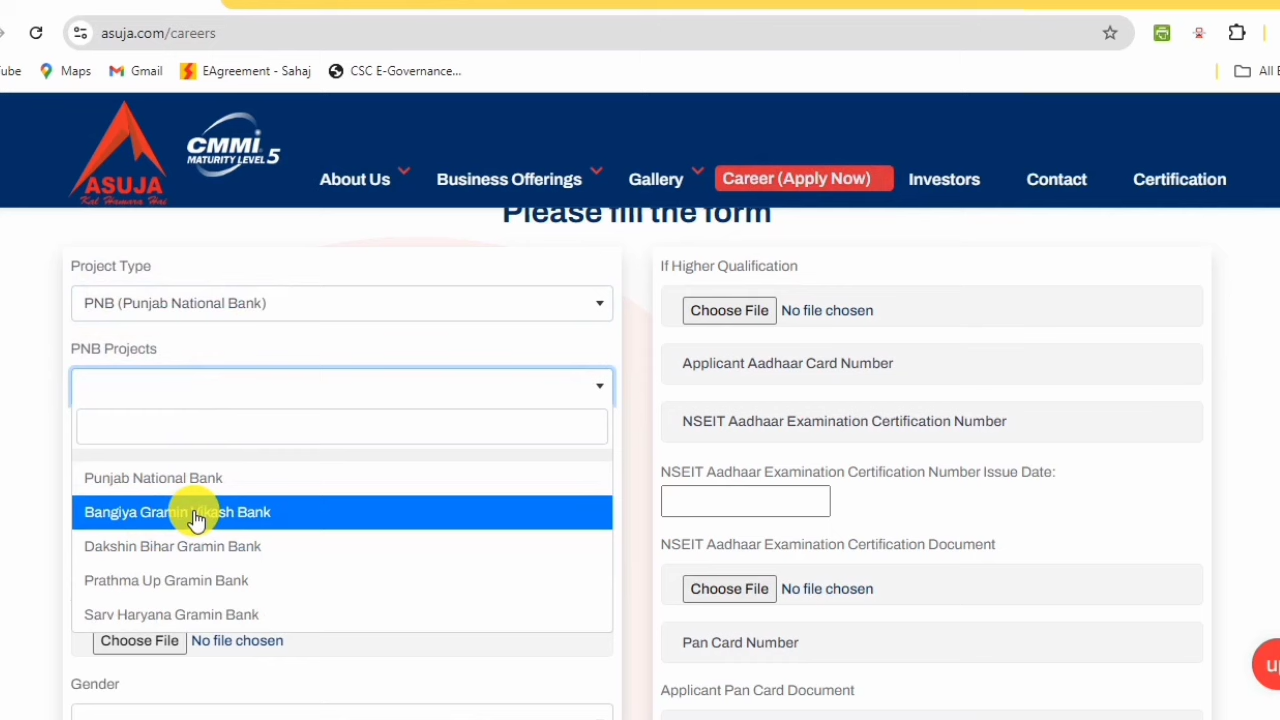 asuja.com/careers
ube
Maps
Gmail
EAgreement - Sahaj
CSC E-Governance...
All
ASUJA
Kal Hamara Hai
CMMI
MATURITY LEVEL 5
About Us
Business Offerings
Gallery
Career (Apply Now)
Investors
Contact
Certification
Please fill the form
Project Type
PNB (Punjab National Bank)
PNB Projects
Punjab National Bank
Bangiya Gramin Vikash Bank
Dakshin Bihar Gramin Bank
Prathma Up Gramin Bank
Sarv Haryana Gramin Bank
Choose File No file chosen
Gender
If Higher Qualification
Choose File No file chosen
Applicant Aadhaar Card Number
NSEIT Aadhaar Examination Certification Number
NSEIT Aadhaar Examination Certification Number Issue Date:
NSEIT Aadhaar Examination Certification Document
Choose File No file chosen
Pan Card Number
Applicant Pan Card Document